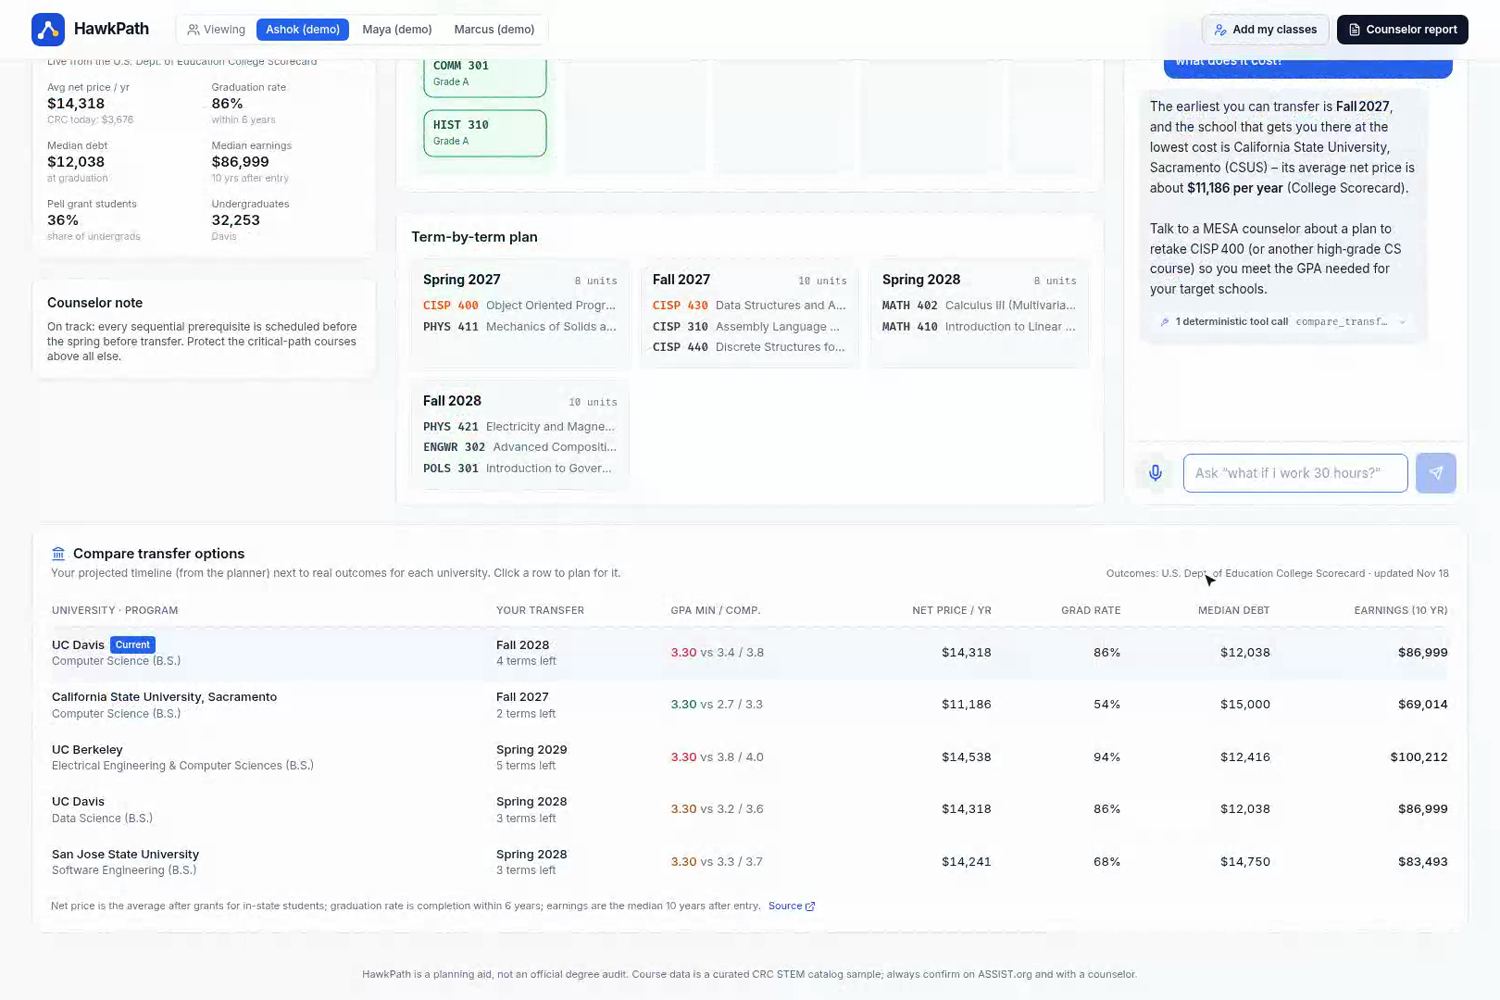 HawkPath
Viewing
Ashok (demo)
Maya (demo)
Marcus (demo)
Add my classes
Counselor report
Live from the U.S. Dept. of Education College Scorecard
Avg net price / yr
$14,318
CRC today: $3,676
Graduation rate
86%
within 6 years
Median debt
$12,038
at graduation
Median earnings
$86,999
10 yrs after entry
Pell grant students
36%
share of undergrads
Undergraduates
32,253
Davis
Counselor note
On track: every sequential prerequisite is scheduled before
the spring before transfer. Protect the critical-path courses
above all else.
COMM 301
Grade A
HIST 310
Grade A
Term-by-term plan
Spring 2027
8 units
CISP 400 Object Oriented Progr...
PHYS 411 Mechanics of Solids a...
Fall 2027
10 units
CISP 430 Data Structures and A...
CISP 310 Assembly Language ...
CISP 440 Discrete Structures fo...
Spring 2028
8 units
MATH 402 Calculus III (Multivaria...
MATH 410 Introduction to Linear ...
Fall 2028
10 units
PHYS 421 Electricity and Magne...
ENGWR 302 Advanced Compositi...
POLS 301 Introduction to Gover...
what does it cost?
The earliest you can transfer is Fall 2027,
and the school that gets you there at the
lowest cost is California State University,
Sacramento (CSUS) – its average net price is
about $11,186 per year (College Scorecard).
Talk to a MESA counselor about a plan to
retake CISP 400 (or another high-grade CS
course) so you meet the GPA needed for
your target schools.
1 deterministic tool call compare_transf...
Ask "what if i work 30 hours?"
Compare transfer options
Your projected timeline (from the planner) next to real outcomes for each university. Click a row to plan for it.
Outcomes: U.S. Dept. of Education College Scorecard · updated Nov 18
UNIVERSITY · PROGRAM
YOUR TRANSFER
GPA MIN / COMP.
NET PRICE / YR
GRAD RATE
MEDIAN DEBT
EARNINGS (10 YR)
UC Davis Current
Computer Science (B.S.)
Fall 2028
4 terms left
3.30 vs 3.4 / 3.8
$14,318
86%
$12,038
$86,999
California State University, Sacramento
Computer Science (B.S.)
Fall 2027
2 terms left
3.30 vs 2.7 / 3.3
$11,186
54%
$15,000
$69,014
UC Berkeley
Electrical Engineering & Computer Sciences (B.S.)
Spring 2029
5 terms left
3.30 vs 3.8 / 4.0
$14,538
94%
$12,416
$100,212
UC Davis
Data Science (B.S.)
Spring 2028
3 terms left
3.30 vs 3.2 / 3.6
$14,318
86%
$12,038
$86,999
San Jose State University
Software Engineering (B.S.)
Spring 2028
3 terms left
3.30 vs 3.3 / 3.7
$14,241
68%
$14,750
$83,493
Net price is the average after grants for in-state students; graduation rate is completion within 6 years; earnings are the median 10 years after entry. Source
HawkPath is a planning aid, not an official degree audit. Course data is a curated CRC STEM catalog sample; always confirm on ASSIST.org and with a counselor.